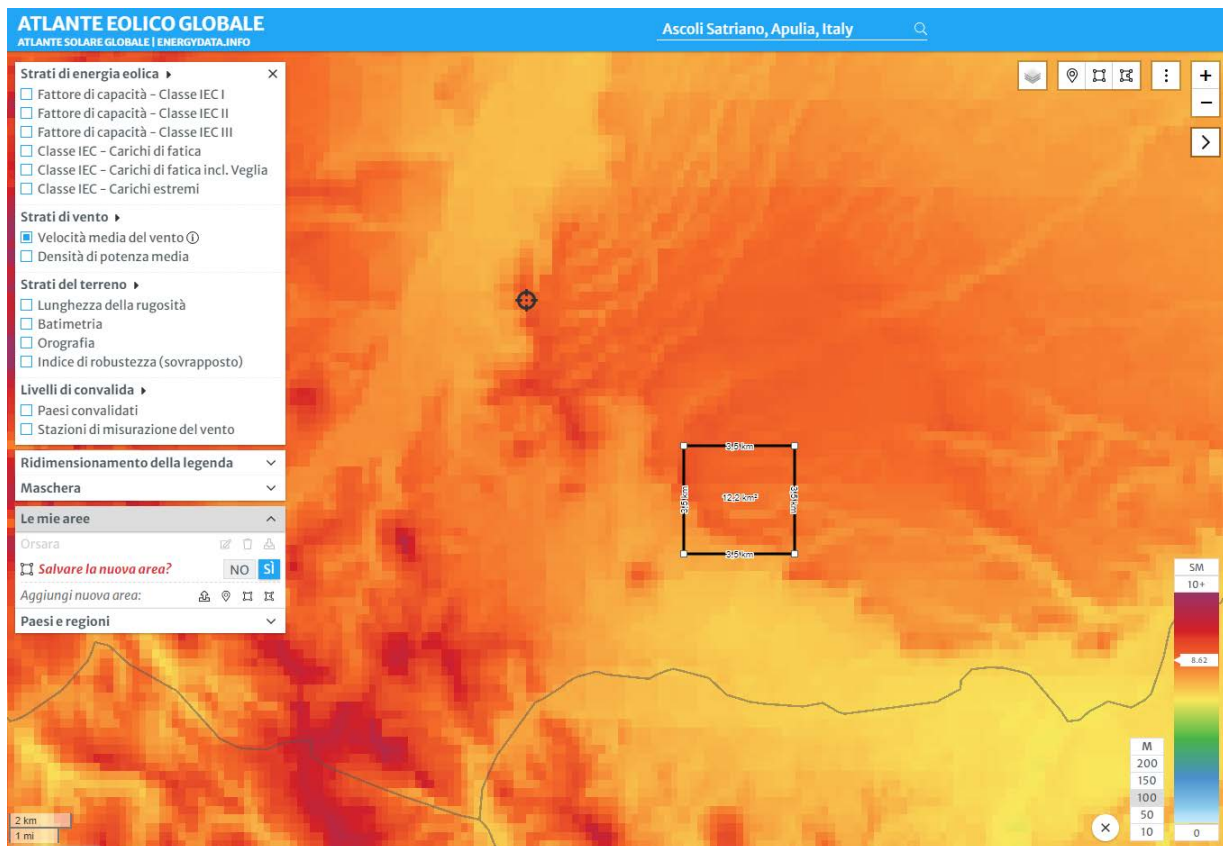 ATLANTE EOLICO GLOBALE
ATLANTE SOLARE GLOBALE | ENERGYDATA.INFO
Ascoli Satriano, Apulia, Italy
Strati di energia eolica
Fattore di capacità – Classe IEC I
Fattore di capacità – Classe IEC II
Fattore di capacità – Classe IEC III
Classe IEC – Carichi di fatica
Classe IEC – Carichi di fatica incl. Veglia
Classe IEC – Carichi estremi
Strati di vento
Velocità media del vento
Densità di potenza media
Strati del terreno
Lunghezza della rugosità
Batimetria
Orografia
Indice di robustezza (sovrapposto)
Livelli di convalida
Paesi convalidati
Stazioni di misurazione del vento
Ridimensionamento della legenda
Maschera
Le mie aree
Orsara
Salvare la nuova area?
NO SÌ
Aggiungi nuova area:
Paesi e regioni
3,5 km
3,5 km
12,2 km²
3,5 km
3,5 km
SM
10+
8.62
0
M
200
150
100
50
10
2 km
1 mi